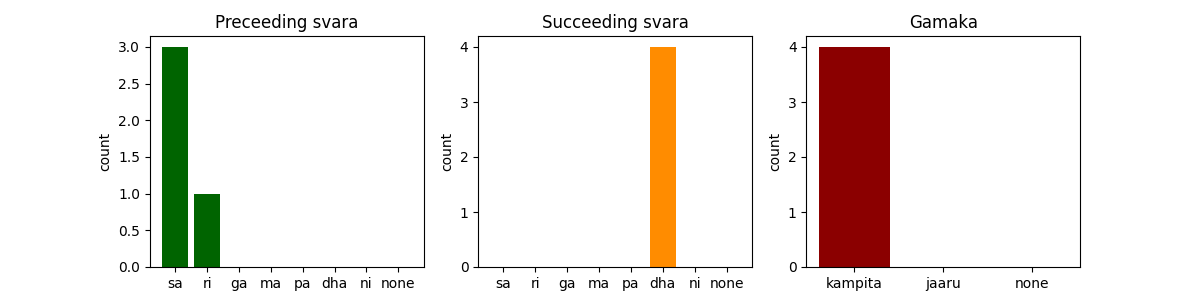 Preceeding svara
count
3.0
2.5
2.0
1.5
1.0
0.5
0.0
sa ri ga ma pa dha ni none
Succeeding svara
count
4
3
2
1
0
sa ri ga ma pa dha ni none
Gamaka
count
4
3
2
1
0
kampita jaaru none